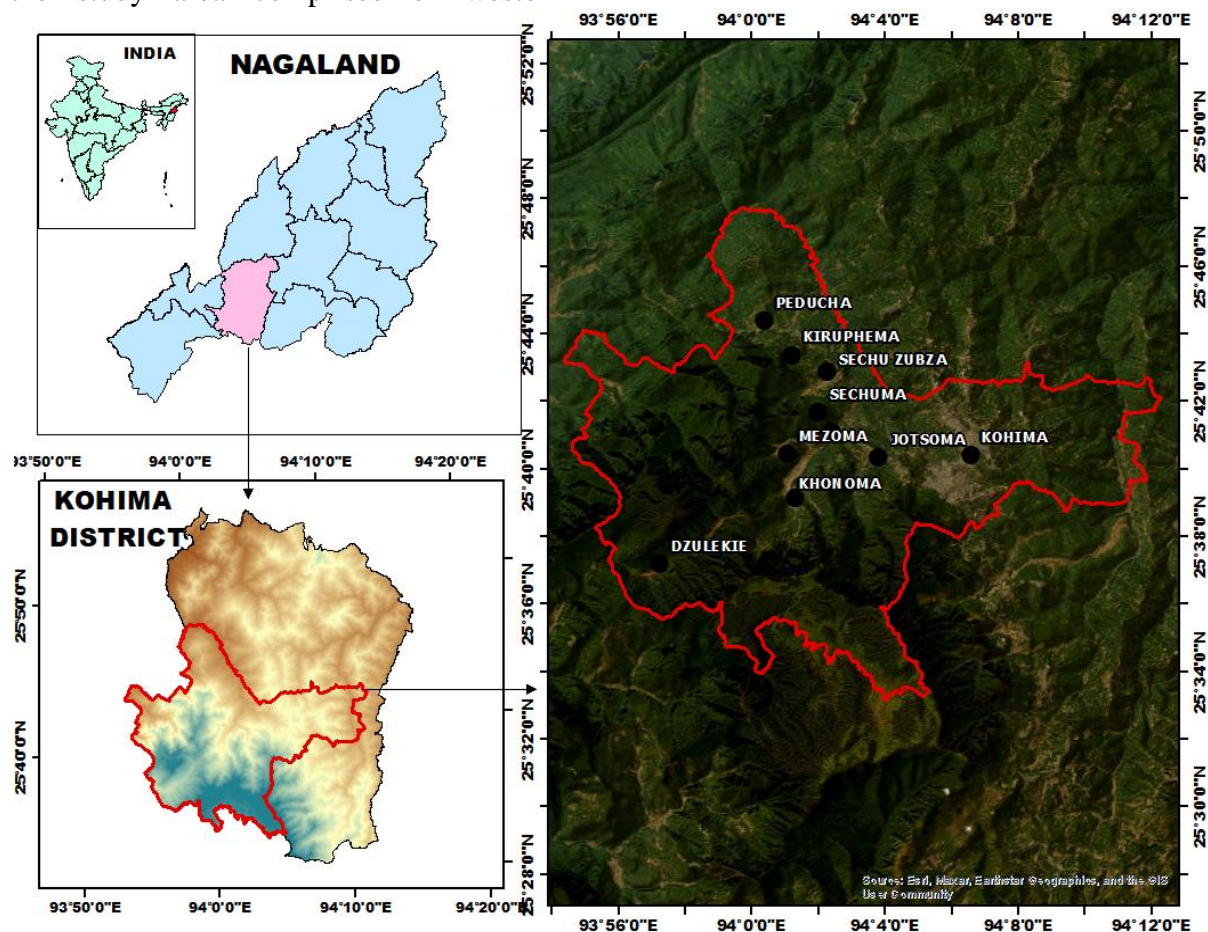 the study area comprises
INDIA
NAGALAND
93°50'0"E 94°0'0"E 94°10'0"E 94°20'0"E
KOHIMA
DISTRICT
25°50'0"N
25°40'0"N
93°50'0"E 94°0'0"E 94°10'0"E 94°20'0"E
93°56'0"E 94°0'0"E 94°4'0"E 94°8'0"E 94°12'0"E
25°52'0"N
25°48'0"N
25°44'0"N
25°40'0"N
25°36'0"N
25°32'0"N
25°28'0"N
PEDUCHA
KIRUPHEMA
SECHU ZUBZA
SECHUMA
MEZOMA JOTSOMA KOHIMA
KHONOMA
DZULEKIE
25°50'0"N
25°46'0"N
25°42'0"N
25°38'0"N
25°34'0"N
25°30'0"N
Source: Esri, Maxar, Earthstar Geographics, and the GIS
User Community
93°56'0"E 94°0'0"E 94°4'0"E 94°8'0"E 94°12'0"E